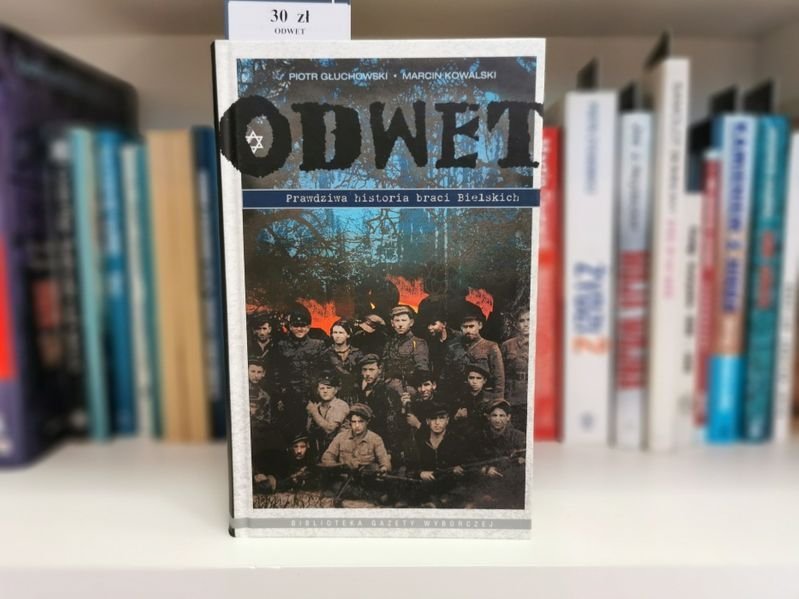 30 zł
ODWET
PIOTR GŁUCHOWSKI • MARCIN KOWALSKI
ODWET
Prawdziwa historia braci Bielskich
BIBLIOTEKA GAZETY WYBORCZEJ